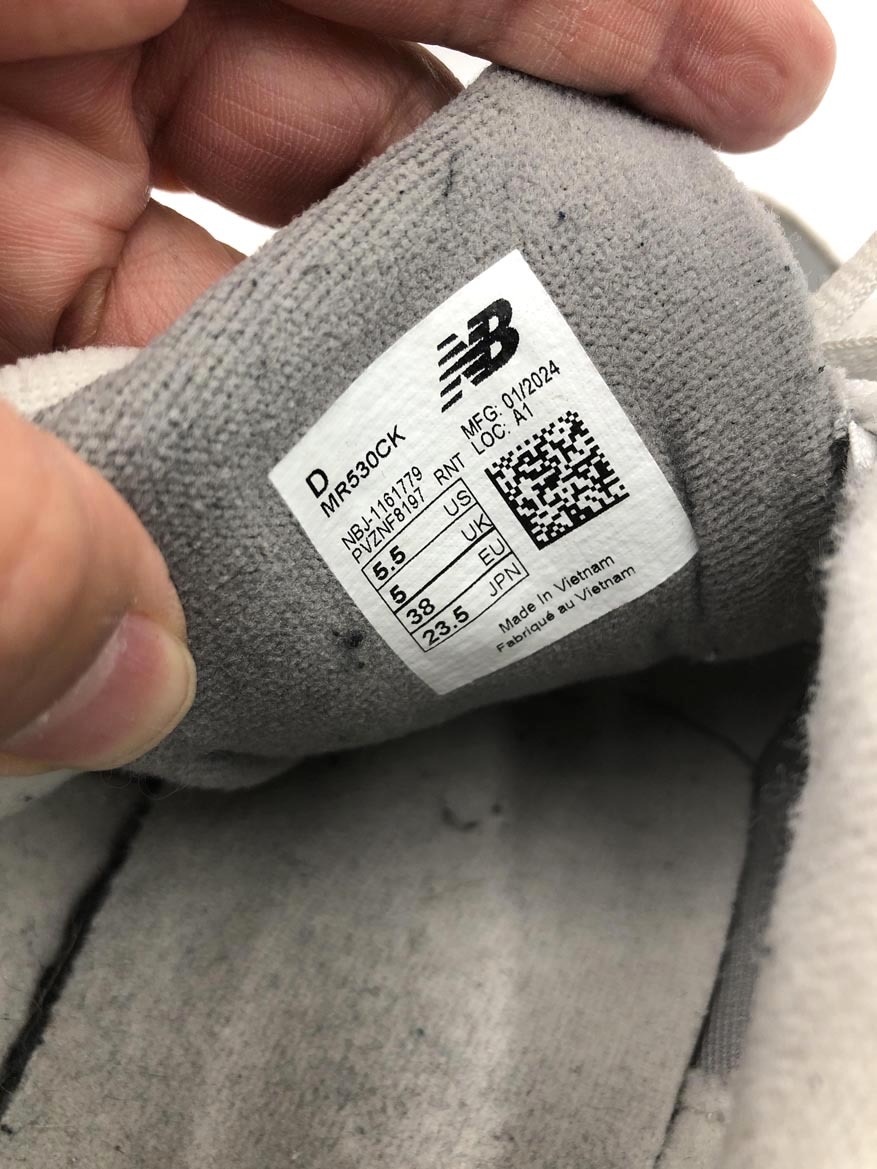 NB
D
MR530CK
NBJ-1161779
PVZNF8197 RNT
MFG: 01/2024
LOC: A1
5.5 US
5 UK
38 EU
23.5 JPN
Made In Vietnam
Fabriqué au Vietnam